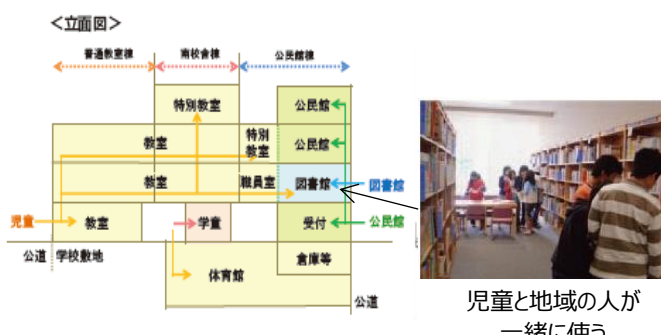 ＜立面図＞
普通教室棟 南校舎棟 公民館棟
特別教室 公民館
教室 特別教室 公民館
教室 職員室 図書館 図書館
児童 教室 学童 受付 公民館
公道 学校敷地 体育館 倉庫等
公道
児童と地域の人が
一緒に使う